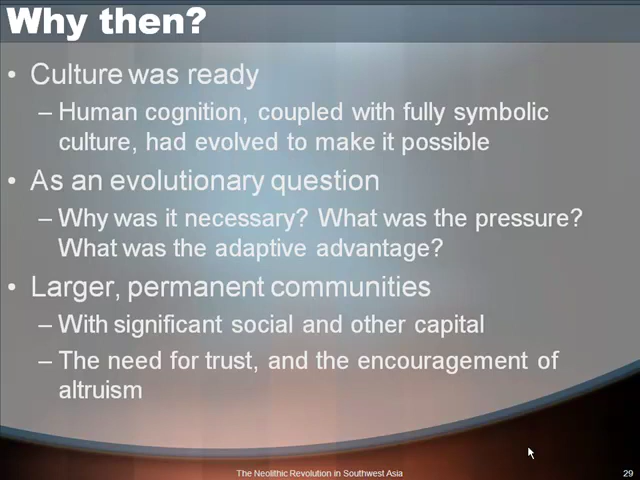 Why then?
• Culture was ready
– Human cognition, coupled with fully symbolic
culture, had evolved to make it possible
• As an evolutionary question
– Why was it necessary? What was the pressure?
What was the adaptive advantage?
• Larger, permanent communities
– With significant social and other capital
– The need for trust, and the encouragement of
altruism
The Neolithic Revolution in Southwest Asia
29